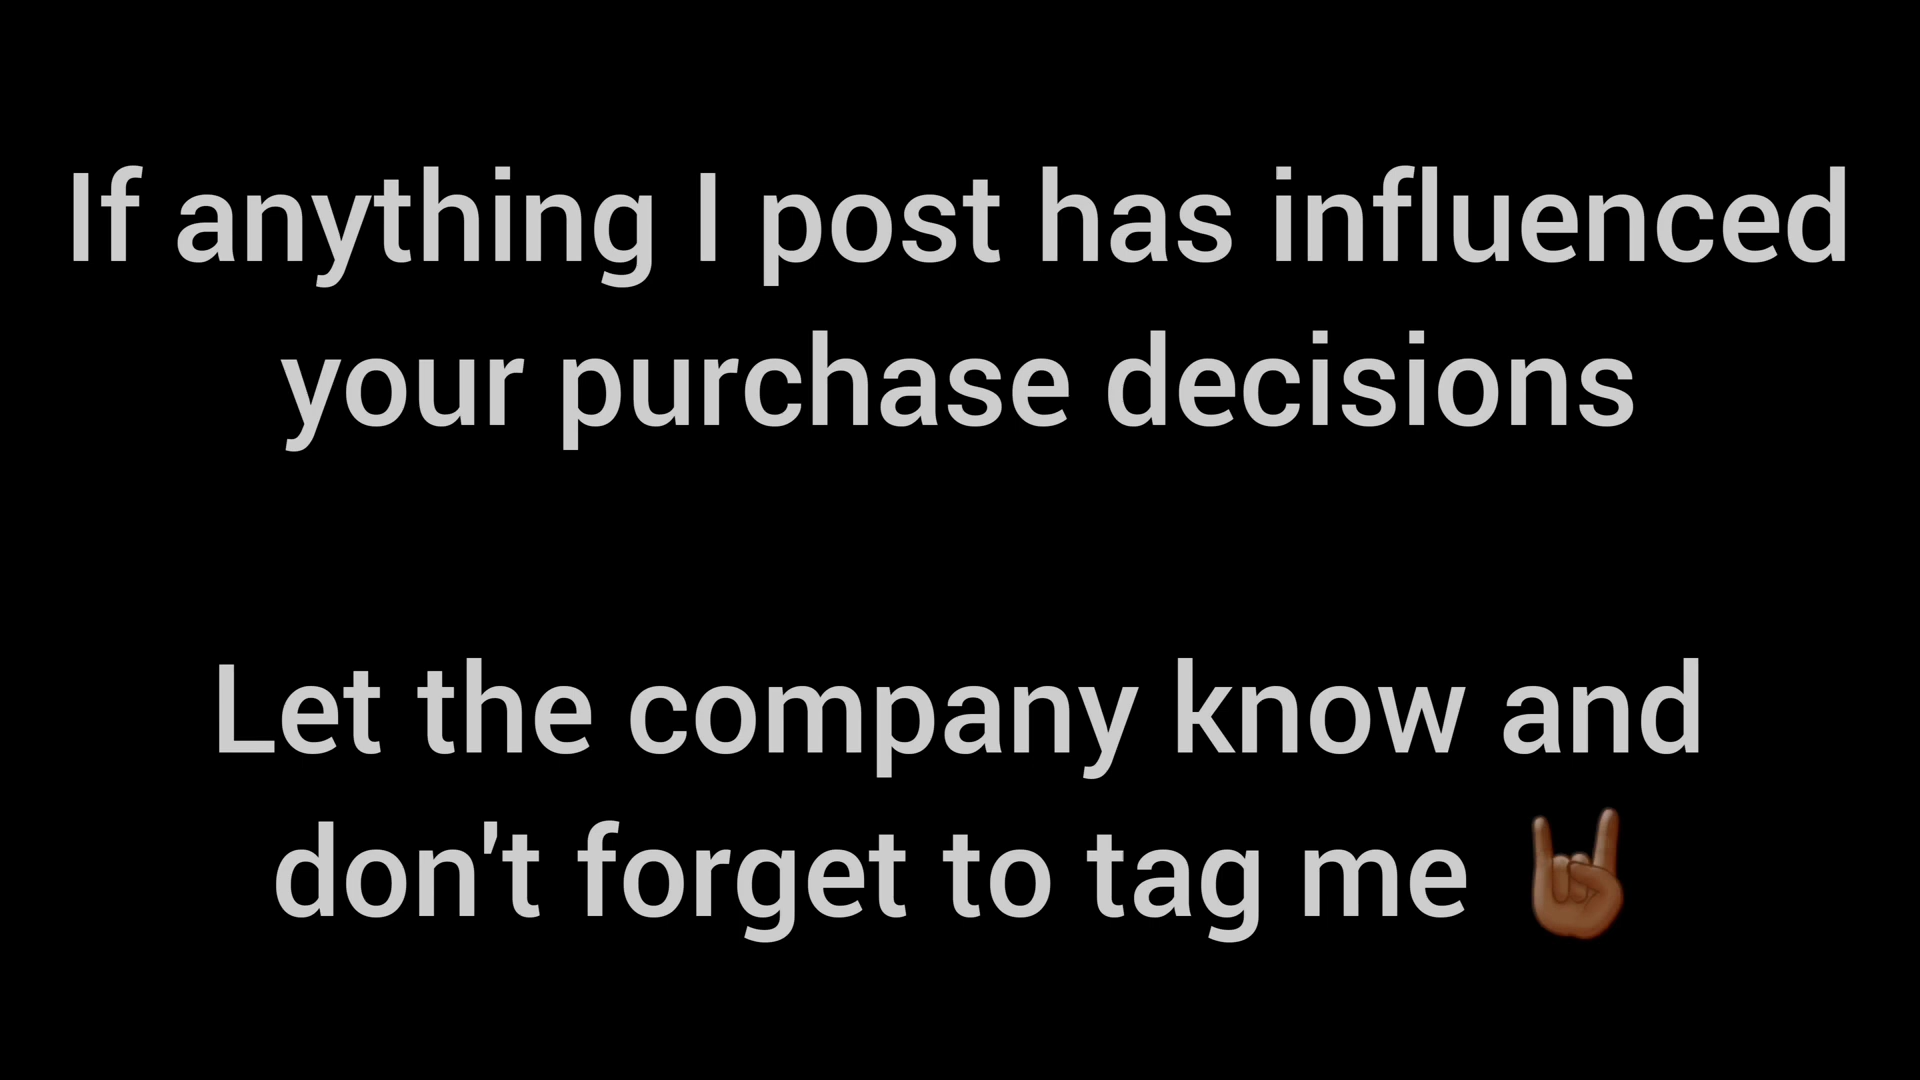 If anything I post has influenced
your purchase decisions
Let the company know and
don't forget to tag me 🤘🏾